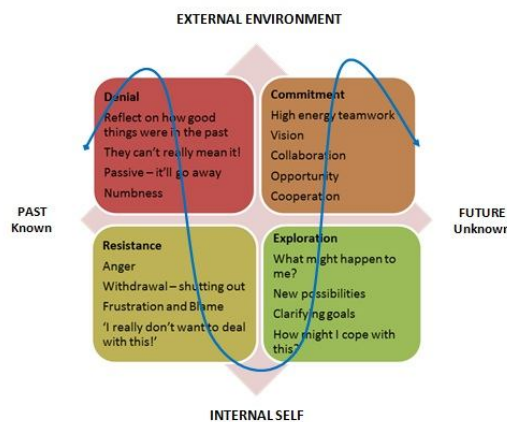 EXTERNAL ENVIRONMENT
Denial
Reflect on how good
things were in the past
They can't really mean it!
Passive – it'll go away
Numbness
Commitment
High energy teamwork
Vision
Collaboration
Opportunity
Cooperation
PAST
Known
FUTURE
Unknown
Resistance
Anger
Withdrawal – shutting out
Frustration and Blame
'I really don't want to deal
with this!'
Exploration
What might happen to
me?
New possibilities
Clarifying goals
How might I cope with
this?
INTERNAL SELF